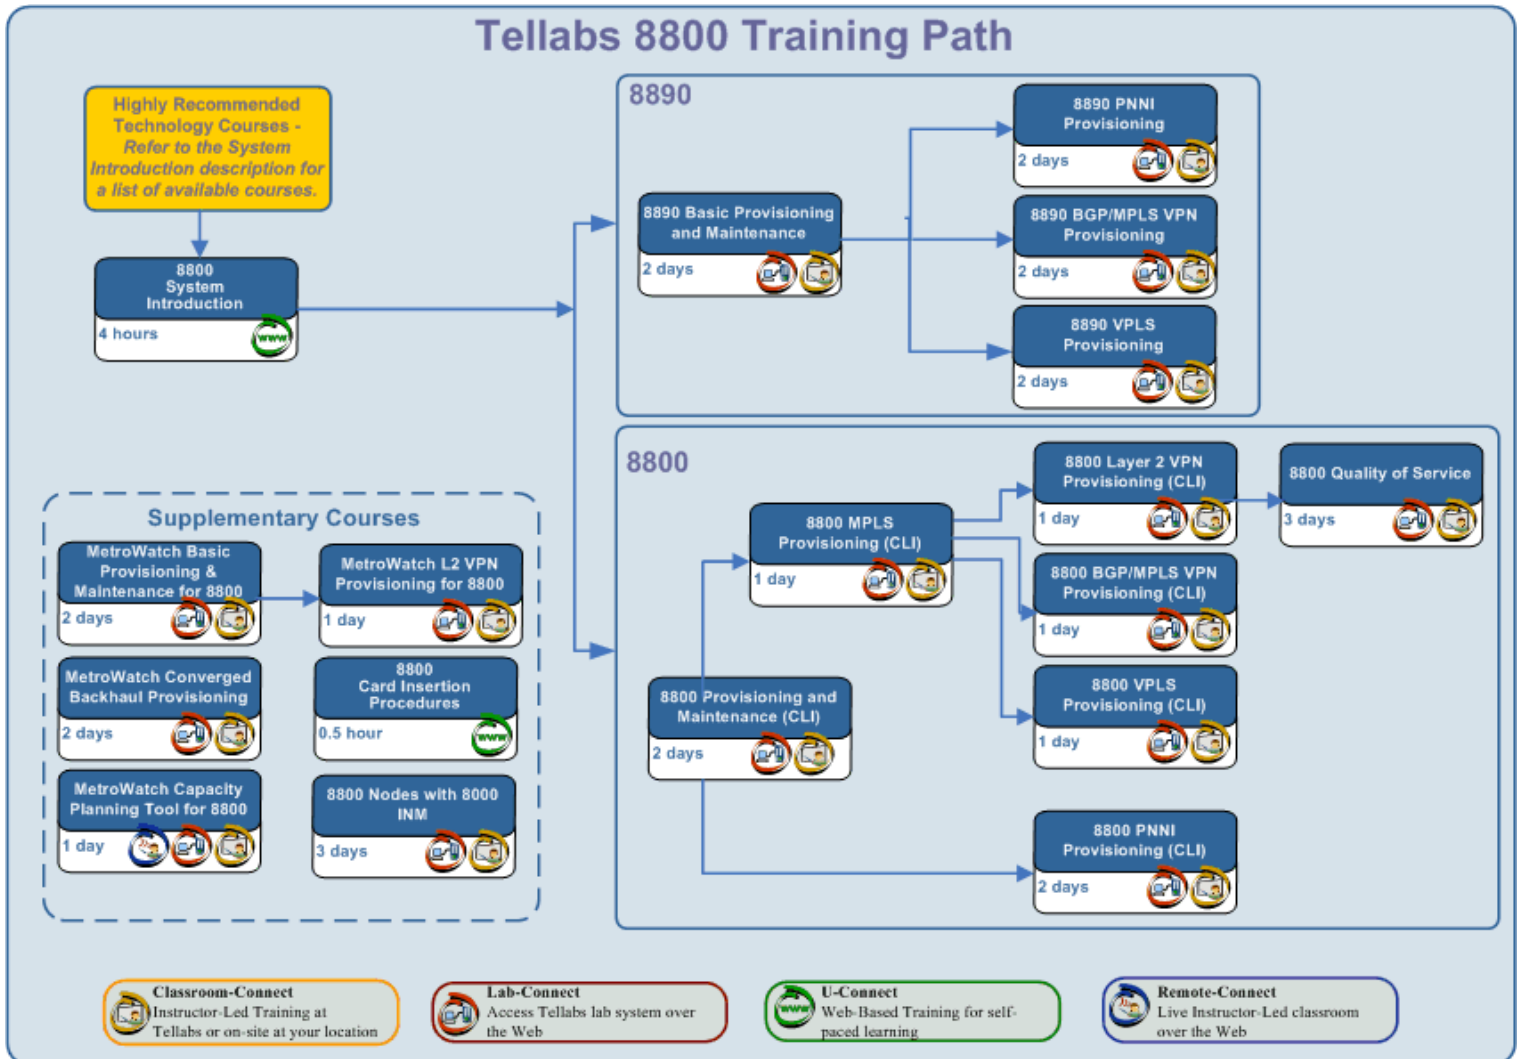 Tellabs 8800 Training Path
Highly Recommended
Technology Courses -
Refer to the System
Introduction description for
a list of available courses.
8800
System
Introduction
4 hours
www
8890
8890 Basic Provisioning
and Maintenance
2 days
8890 PNNI
Provisioning
2 days
8890 BGP/MPLS VPN
Provisioning
2 days
8890 VPLS
Provisioning
2 days
8800
8800 Provisioning and
Maintenance (CLI)
2 days
8800 MPLS
Provisioning (CLI)
1 day
8800 Layer 2 VPN
Provisioning (CLI)
1 day
8800 Quality of Service
3 days
8800 BGP/MPLS VPN
Provisioning (CLI)
1 day
8800 VPLS
Provisioning (CLI)
1 day
8800 PNNI
Provisioning (CLI)
2 days
Supplementary Courses
MetroWatch Basic
Provisioning &
Maintenance for 8800
2 days
MetroWatch L2 VPN
Provisioning for 8800
1 day
MetroWatch Converged
Backhaul Provisioning
2 days
8800
Card Insertion
Procedures
0.5 hour
www
MetroWatch Capacity
Planning Tool for 8800
1 day
8800 Nodes with 8000
INM
3 days
Classroom-Connect
Instructor-Led Training at
Tellabs or on-site at your location
Lab-Connect
Access Tellabs lab system over
the Web
www
U-Connect
Web-Based Training for self-
paced learning
Remote-Connect
Live Instructor-Led classroom
over the Web